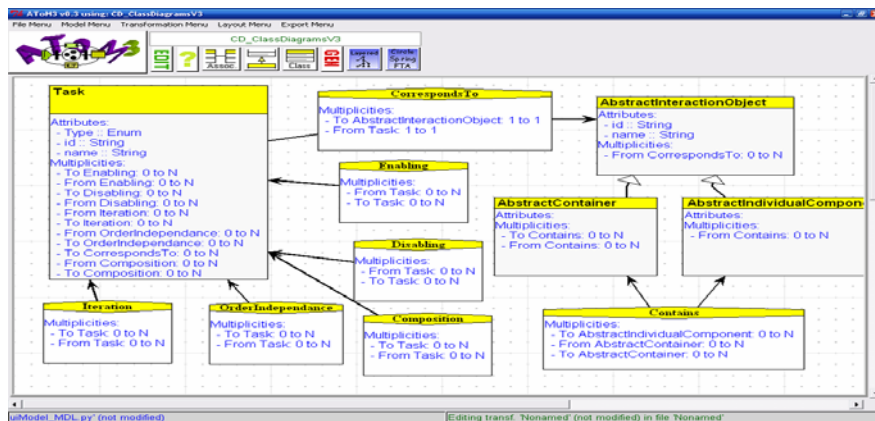 AToM3 v0.3 using: CD_ClassDiagramsV3
File Menu Model Menu Transformation Menu Layout Menu Export Menu
CD_ClassDiagramsV3
EDIT
?
Assoc
Class
GEN
Layered
Circle
Spring
FTA
Task
Attributes:
- Type :: Enum
- id :: String
- name :: String
Multiplicities:
- To Enabling: 0 to N
- From Enabling: 0 to N
- To Disabling: 0 to N
- From Disabling: 0 to N
- From Iteration: 0 to N
- To Iteration: 0 to N
- From OrderIndependance: 0 to N
- To OrderIndependance: 0 to N
- To CorrespondsTo: 0 to N
- From Composition: 0 to N
- To Composition: 0 to N
CorrespondsTo
Multiplicities:
- To AbstractInteractionObject: 1 to 1
- From Task: 1 to 1
AbstractInteractionObject
Attributes:
- id :: String
- name :: String
Multiplicities:
- From CorrespondsTo: 0 to N
Enabling
Multiplicities:
- From Task: 0 to N
- To Task: 0 to N
AbstractContainer
Attributes:
Multiplicities:
- To Contains: 0 to N
- From Contains: 0 to N
AbstractIndividualCompon
Attributes:
Multiplicities:
- From Contains: 0 to N
Disabling
Multiplicities:
- From Task: 0 to N
- To Task: 0 to N
Iteration
Multiplicities:
- To Task: 0 to N
- From Task: 0 to N
OrderIndependance
Multiplicities:
- To Task: 0 to N
- From Task: 0 to N
Composition
Multiplicities:
- To Task: 0 to N
- From Task: 0 to N
Contains
Multiplicities:
- To AbstractIndividualComponent: 0 to N
- From AbstractContainer: 0 to N
- To AbstractContainer: 0 to N
uiModel_MDL.py' (not modified)
Editing transf. 'Nonamed' (not modified) in file 'Nonamed'